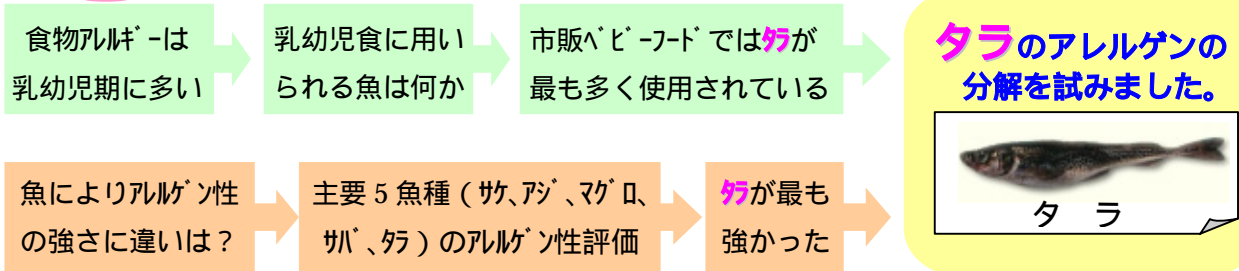 食物アレルギーは
乳幼児期に多い
乳幼児食に用い
られる魚は何か
市販ベビーフードではタラが
最も多く使用されている
タラのアレルゲンの
分解を試みました。
タ ラ
魚によりアレルゲン性
の強さに違いは？
主要5魚種（サケ、アジ、マグロ、
サバ、タラ）のアレルゲン性評価
タラが最も
強かった